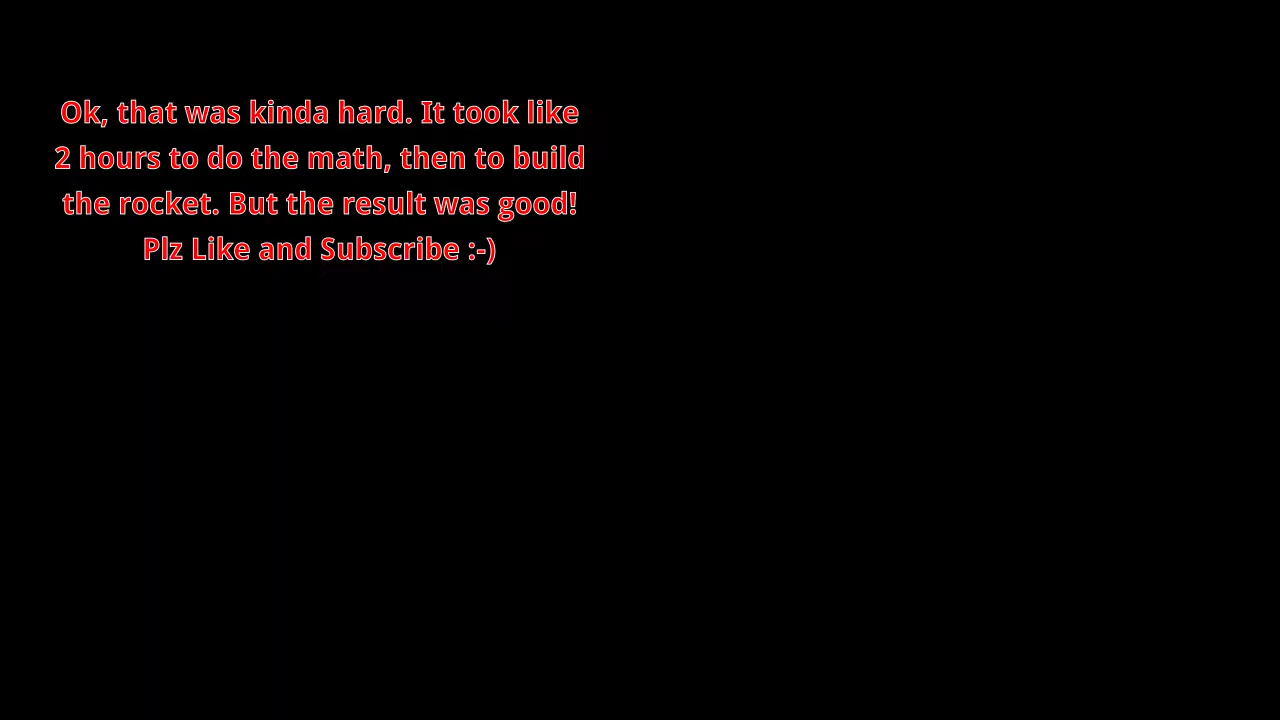 Ok, that was kinda hard. It took like
2 hours to do the math, then to build
the rocket. But the result was good!
Plz Like and Subscribe :-)